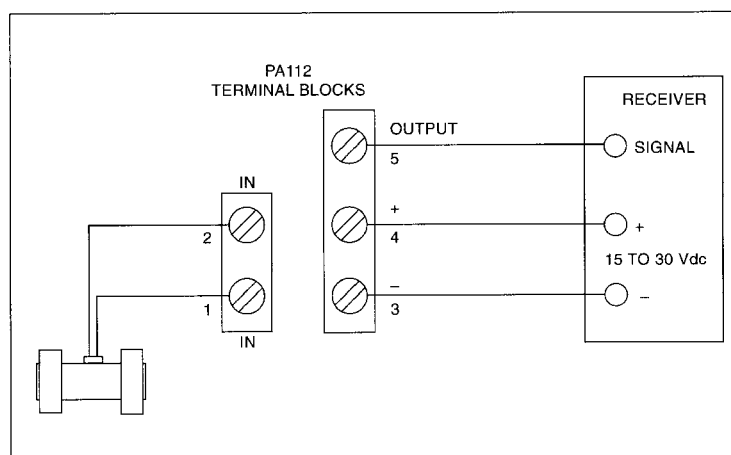 PA112
TERMINAL BLOCKS
RECEIVER
OUTPUT
5
SIGNAL
IN
2
+
4
+
15 TO 30 Vdc
1
–
3
–
IN